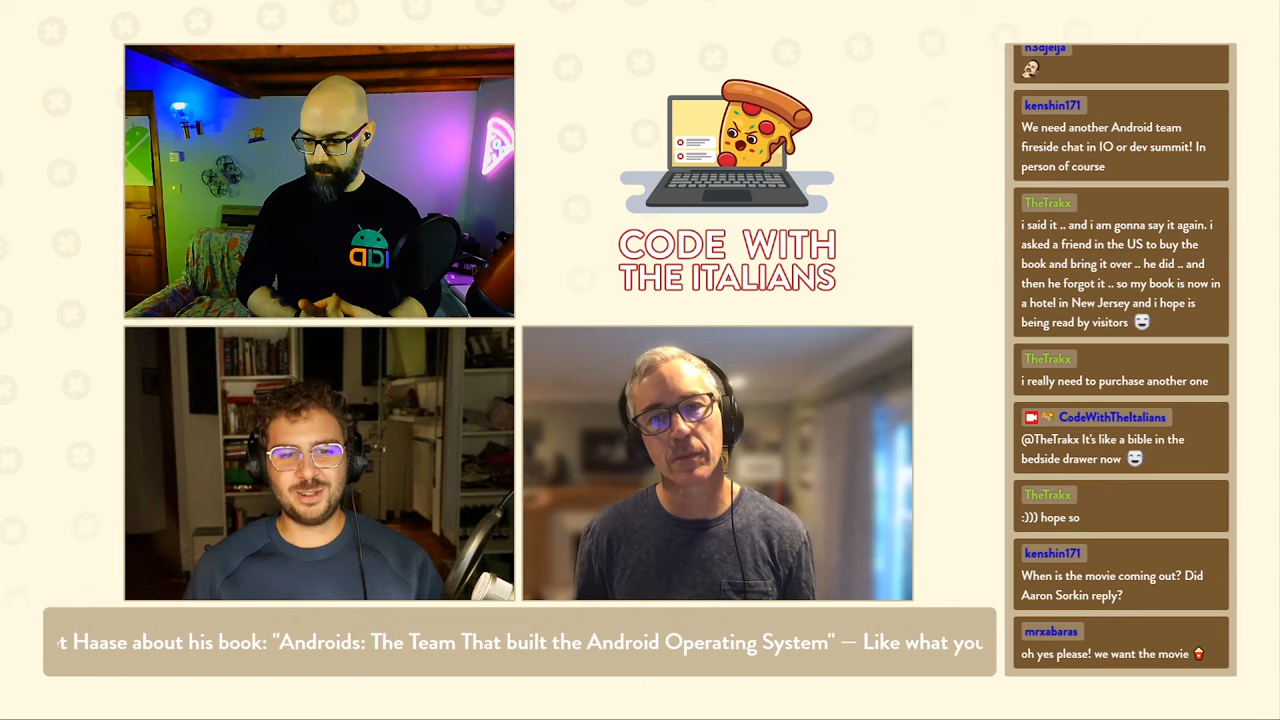 CODE WITH
THE ITALIANS
n3djelja
kenshin171
We need another Android team
fireside chat in IO or dev summit! In
person of course
TheTrakx
i said it .. and i am gonna say it again. i
asked a friend in the US to buy the
book and bring it over .. he did .. and
then he forgot it .. so my book is now in
a hotel in New Jersey and i hope is
being read by visitors
TheTrakx
i really need to purchase another one
CodeWithTheItalians
@TheTrakx It's like a bible in the
bedside drawer now
TheTrakx
:))) hope so
kenshin171
When is the movie coming out? Did
Aaron Sorkin reply?
mrxabaras
oh yes please! we want the movie
t Haase about his book: "Androids: The Team That built the Android Operating System" — Like what you